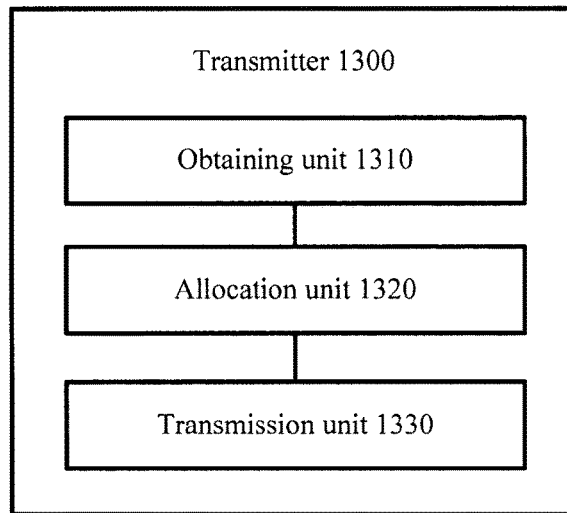 Transmitter 1300
Obtaining unit 1310
Allocation unit 1320
Transmission unit 1330